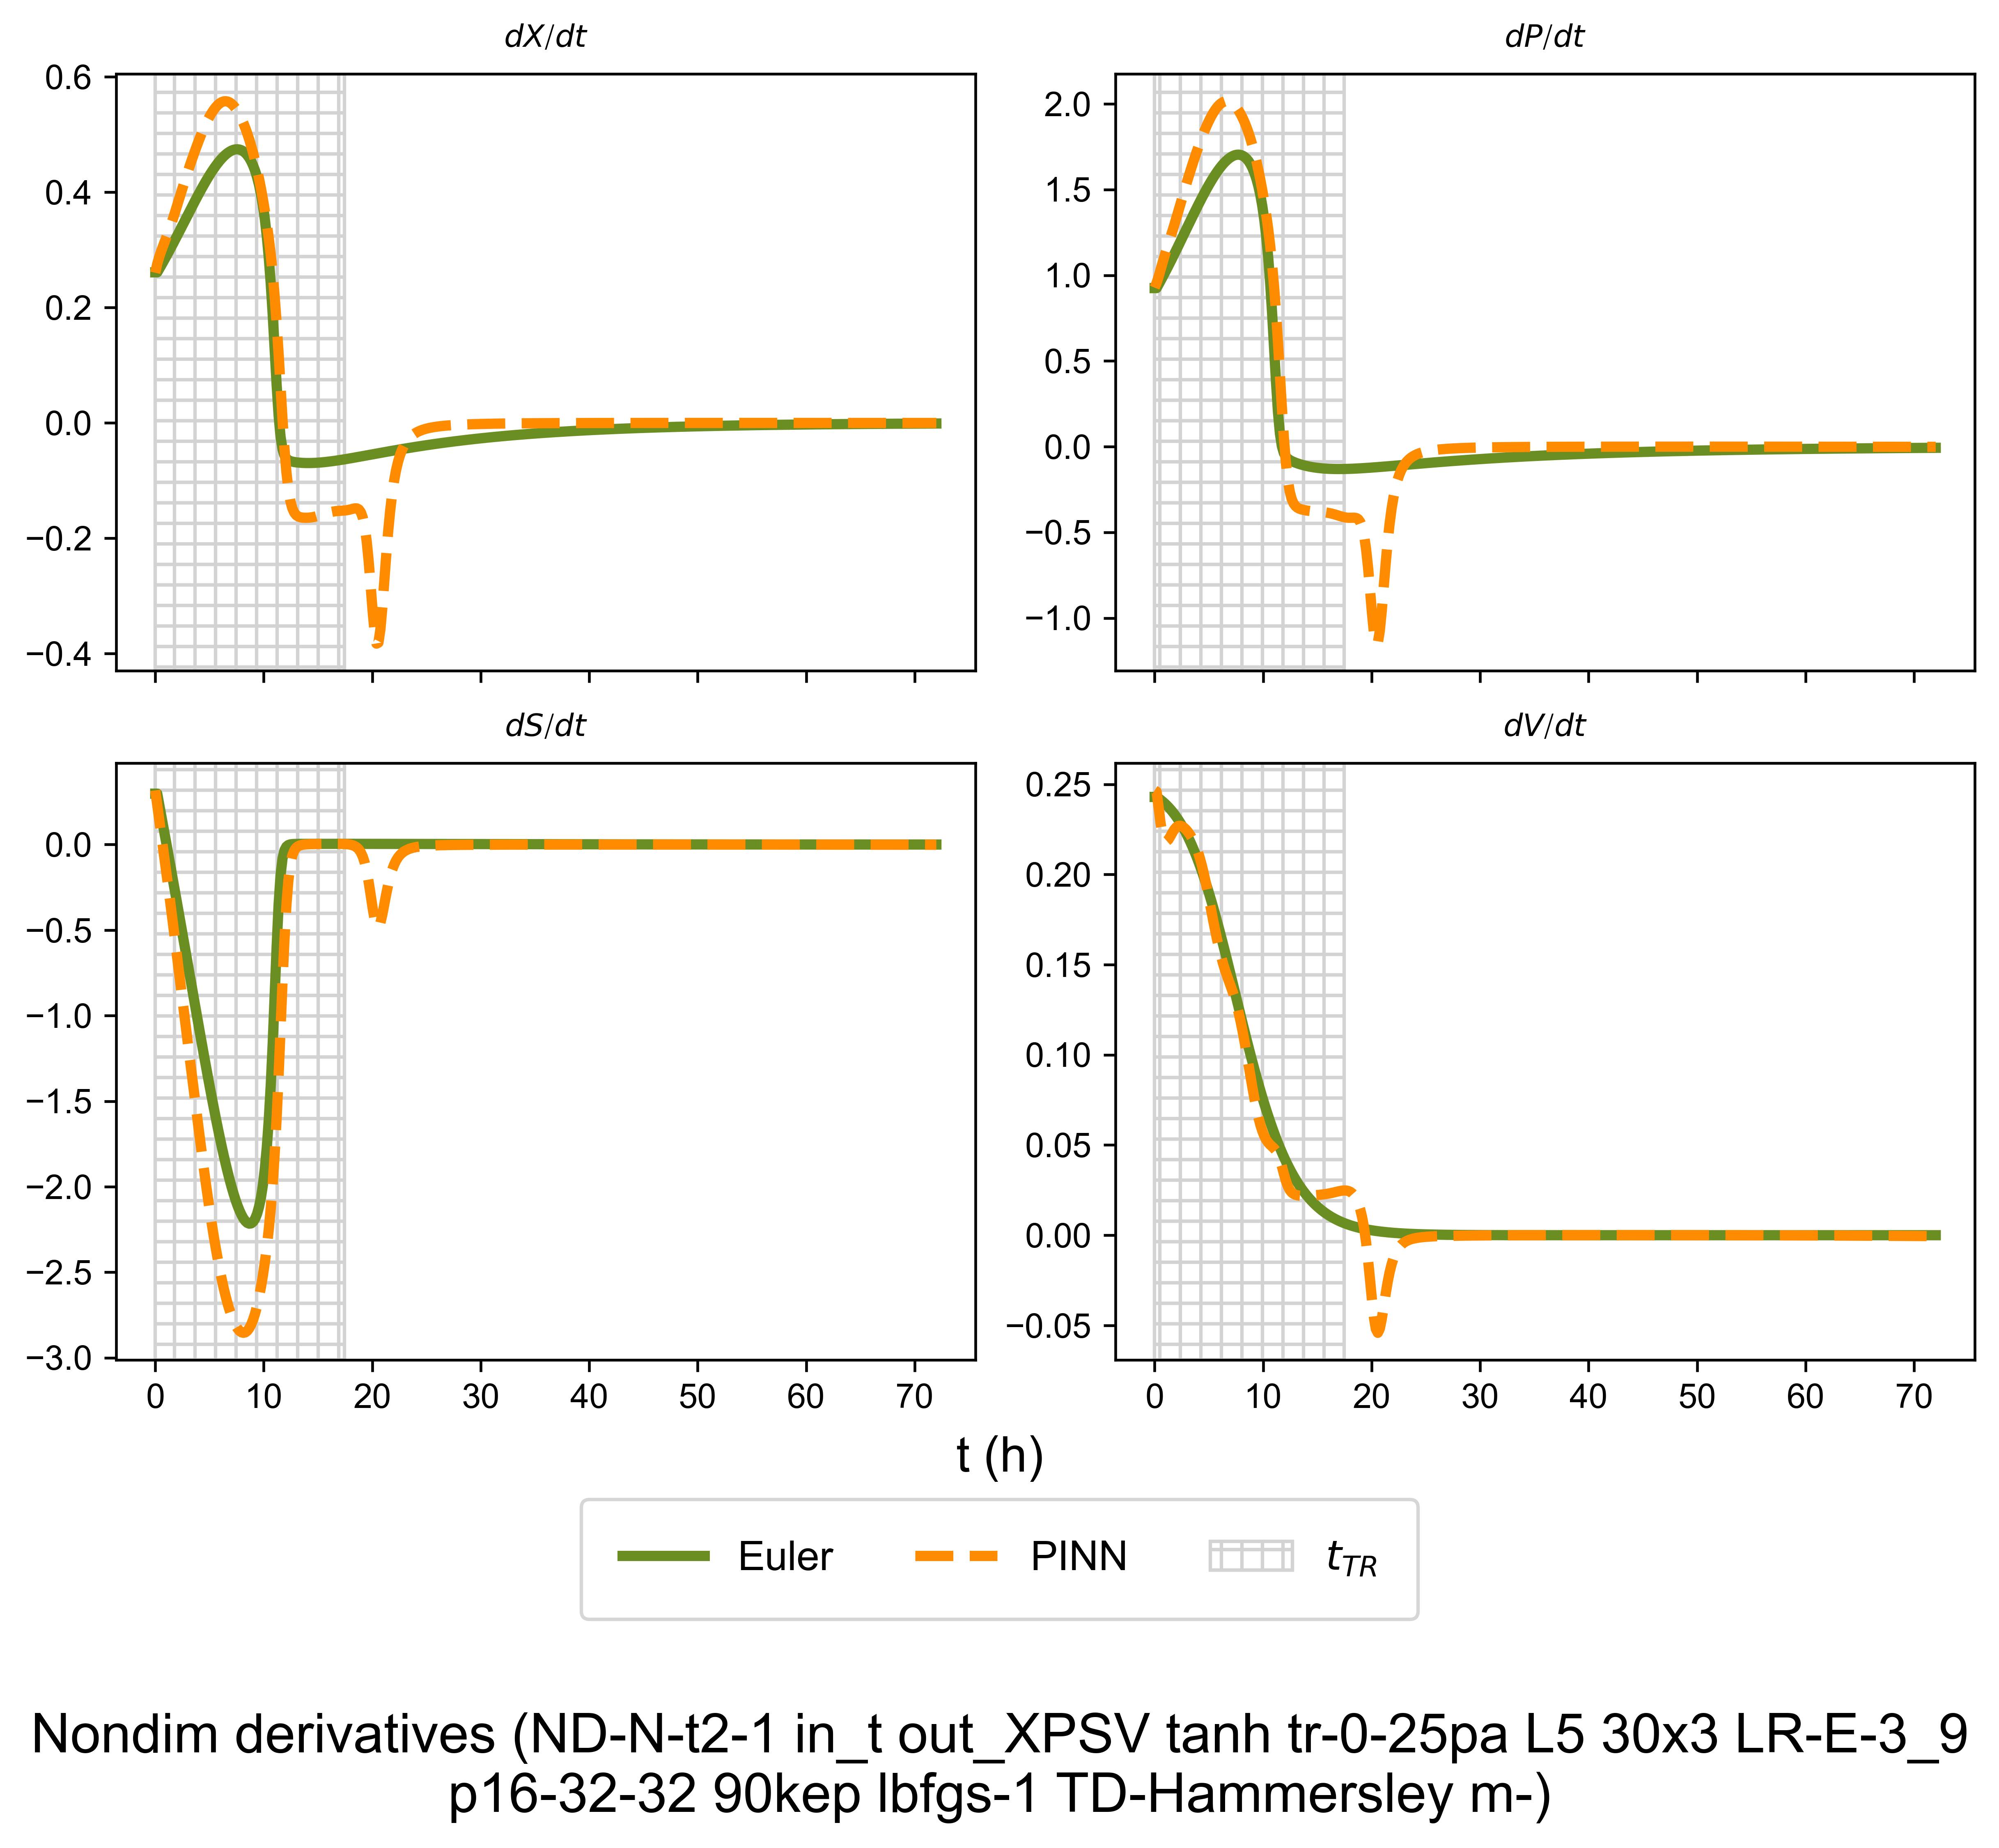 dX/dt
dP/dt
0.6
0.4
0.2
0.0
−0.2
−0.4
2.0
1.5
1.0
0.5
0.0
−0.5
−1.0
dS/dt
dV/dt
0.0
−0.5
−1.0
−1.5
−2.0
−2.5
−3.0
0 10 20 30 40 50 60 70
0.25
0.20
0.15
0.10
0.05
0.00
−0.05
0 10 20 30 40 50 60 70
t (h)
Euler PINN t_TR
Nondim derivatives (ND-N-t2-1 in_t out_XPSV tanh tr-0-25pa L5 30x3 LR-E-3_9
p16-32-32 90kep lbfgs-1 TD-Hammersley m-)